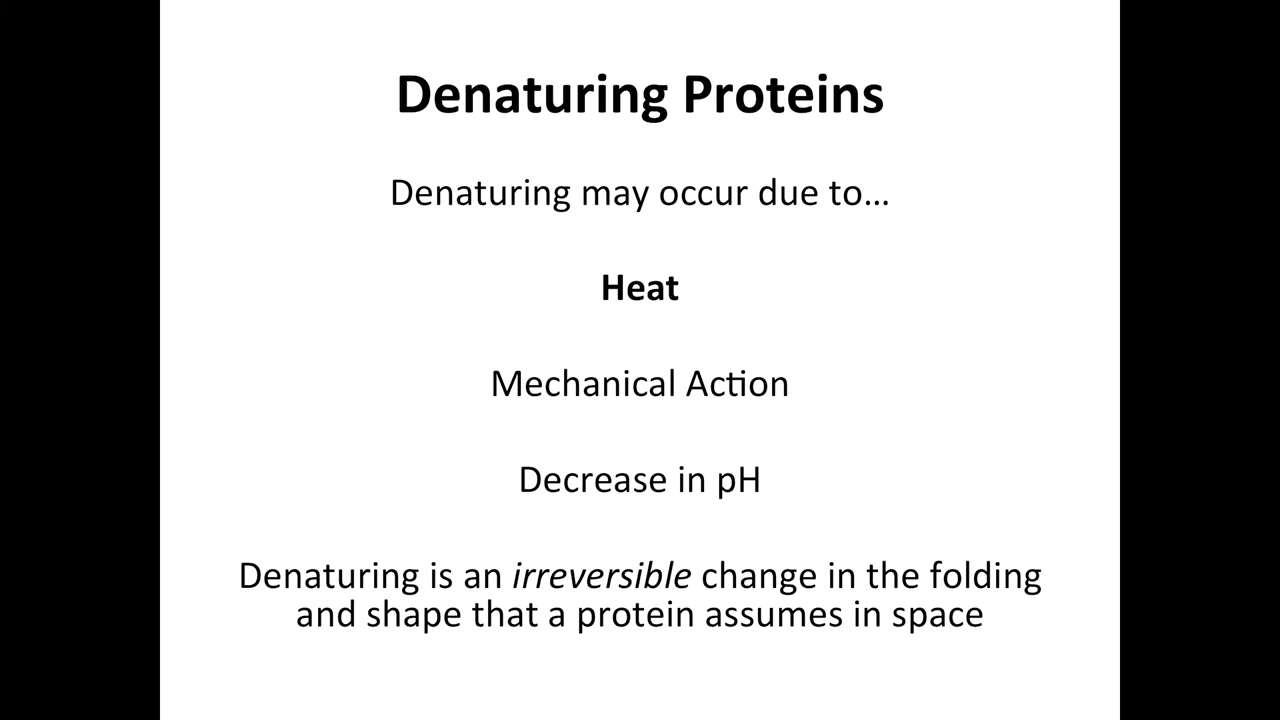 Denaturing Proteins
Denaturing may occur due to…
Heat
Mechanical Action
Decrease in pH
Denaturing is an irreversible change in the folding
and shape that a protein assumes in space